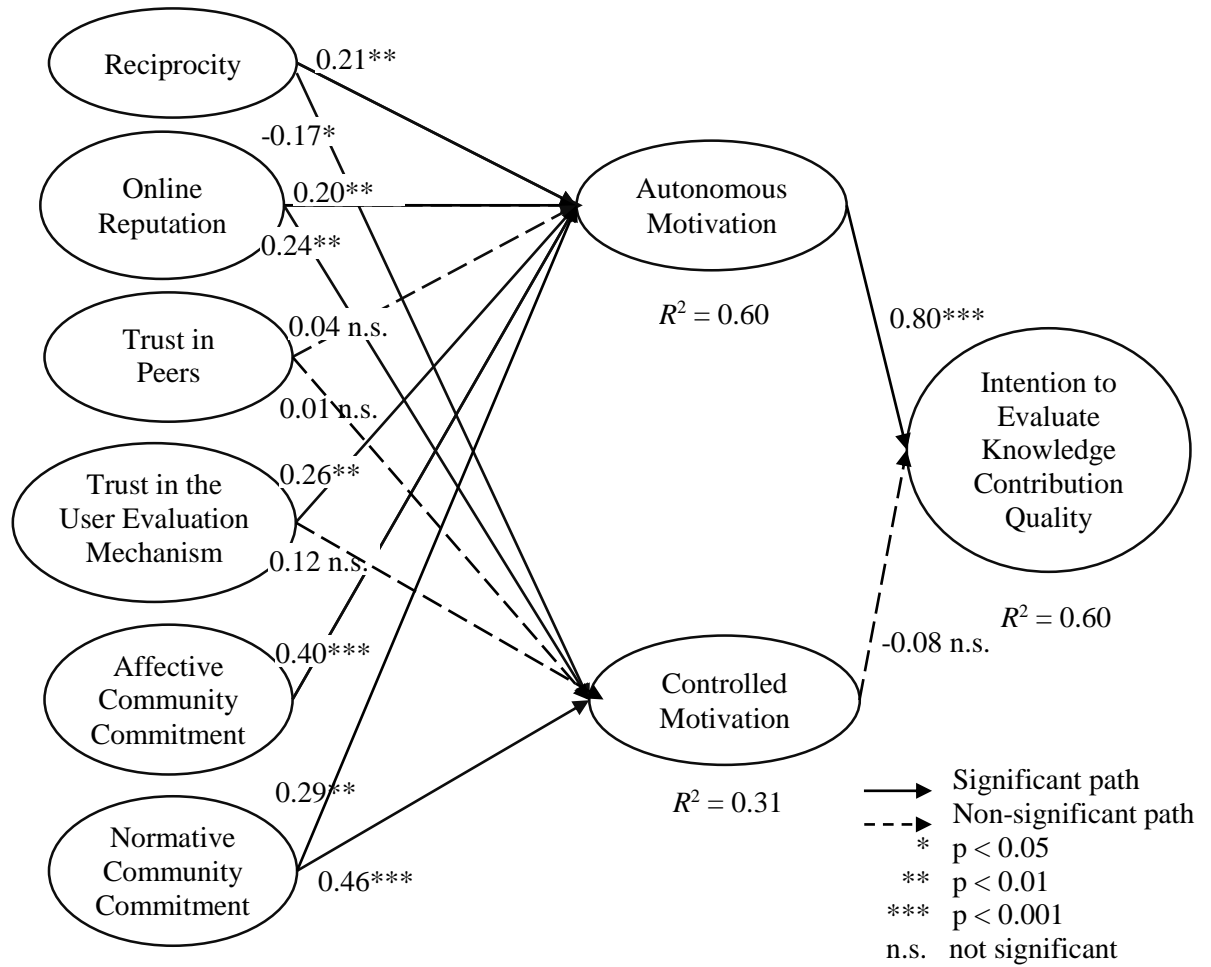 Reciprocity
0.21**
-0.17*
Online
Reputation
0.20**
0.24**
Trust in
Peers
0.04 n.s.
0.01 n.s.
Trust in the
User Evaluation
Mechanism
0.26**
0.12 n.s.
Affective
Community
Commitment
0.40***
Normative
Community
Commitment
0.29**
0.46***
Autonomous
Motivation
R² = 0.60
Controlled
Motivation
R² = 0.31
0.80***
-0.08 n.s.
Intention to
Evaluate
Knowledge
Contribution
Quality
R² = 0.60
Significant path
Non-significant path
* p < 0.05
** p < 0.01
*** p < 0.001
n.s. not significant